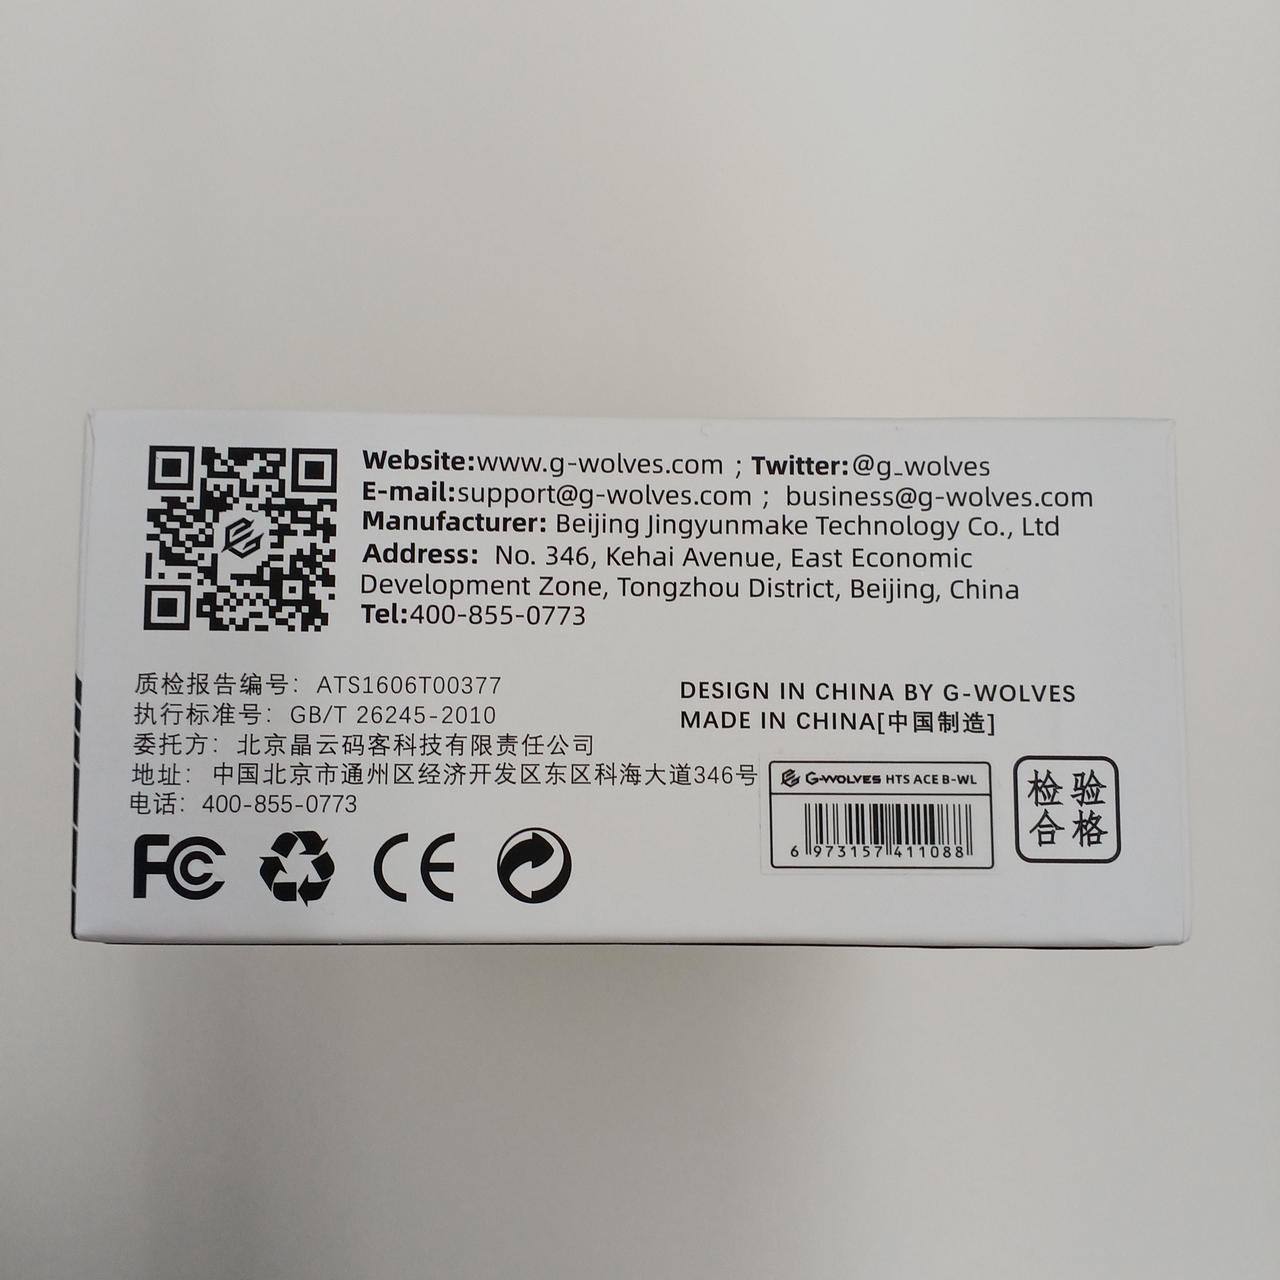 Website:www.g-wolves.com ; Twitter:@g_wolves
E-mail:support@g-wolves.com ; business@g-wolves.com
Manufacturer: Beijing Jingyunmake Technology Co., Ltd
Address: No. 346, Kehai Avenue, East Economic
Development Zone, Tongzhou District, Beijing, China
Tel:400-855-0773
质检报告编号：ATS1606T00377
执行标准号：GB/T 26245-2010
委托方：北京晶云码客科技有限责任公司
地址：中国北京市通州区经济开发区东区科海大道346号
电话：400-855-0773
DESIGN IN CHINA BY G-WOLVES
MADE IN CHINA[中国制造]
G-WOLVES HTS ACE B-WL
6 973157 411088
检验
合格
FC
CE